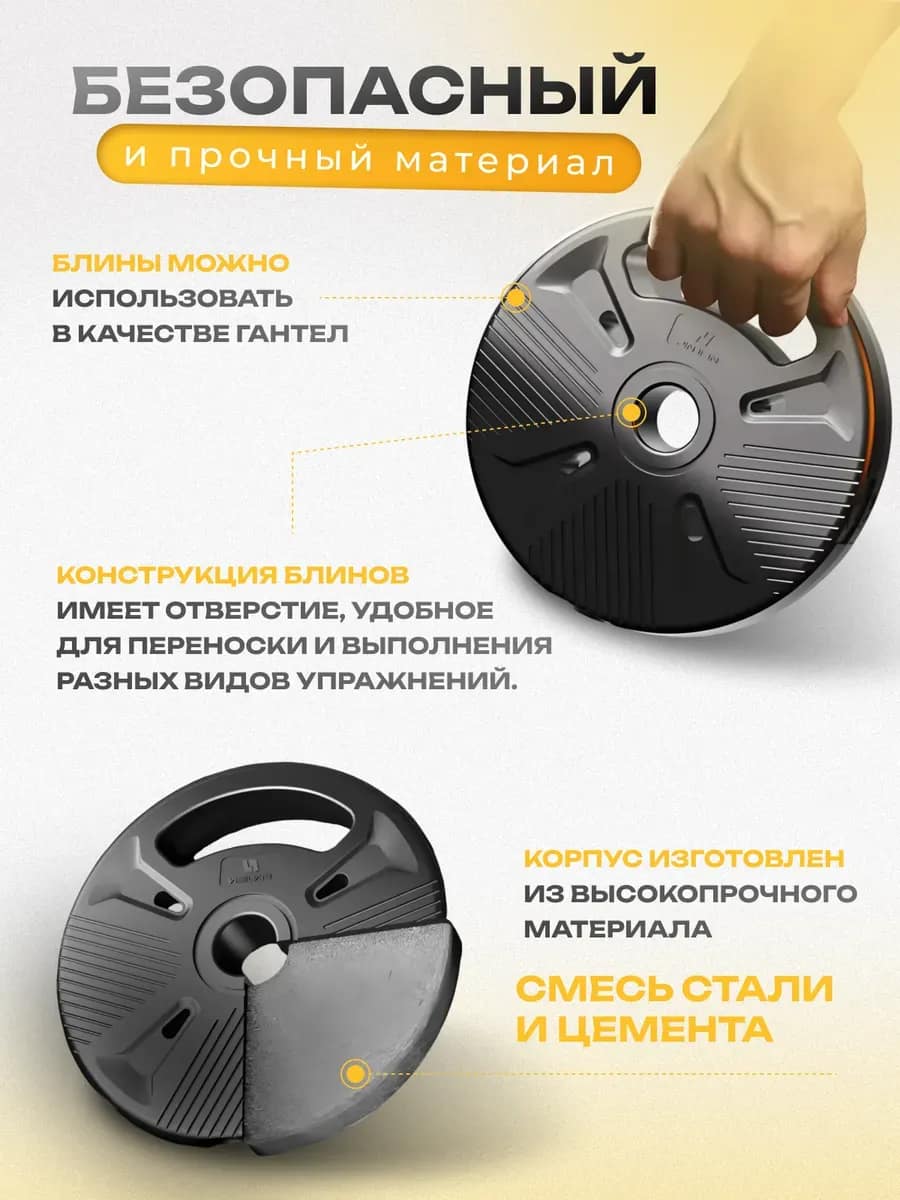 БЕЗОПАСНЫЙ
и прочный материал
БЛИНЫ МОЖНО
ИСПОЛЬЗОВАТЬ
В КАЧЕСТВЕ ГАНТЕЛ
КОНСТРУКЦИЯ БЛИНОВ
ИМЕЕТ ОТВЕРСТИЕ, УДОБНОЕ
ДЛЯ ПЕРЕНОСКИ И ВЫПОЛНЕНИЯ
РАЗНЫХ ВИДОВ УПРАЖНЕНИЙ.
КОРПУС ИЗГОТОВЛЕН
ИЗ ВЫСОКОПРОЧНОГО
МАТЕРИАЛА
СМЕСЬ СТАЛИ
И ЦЕМЕНТА